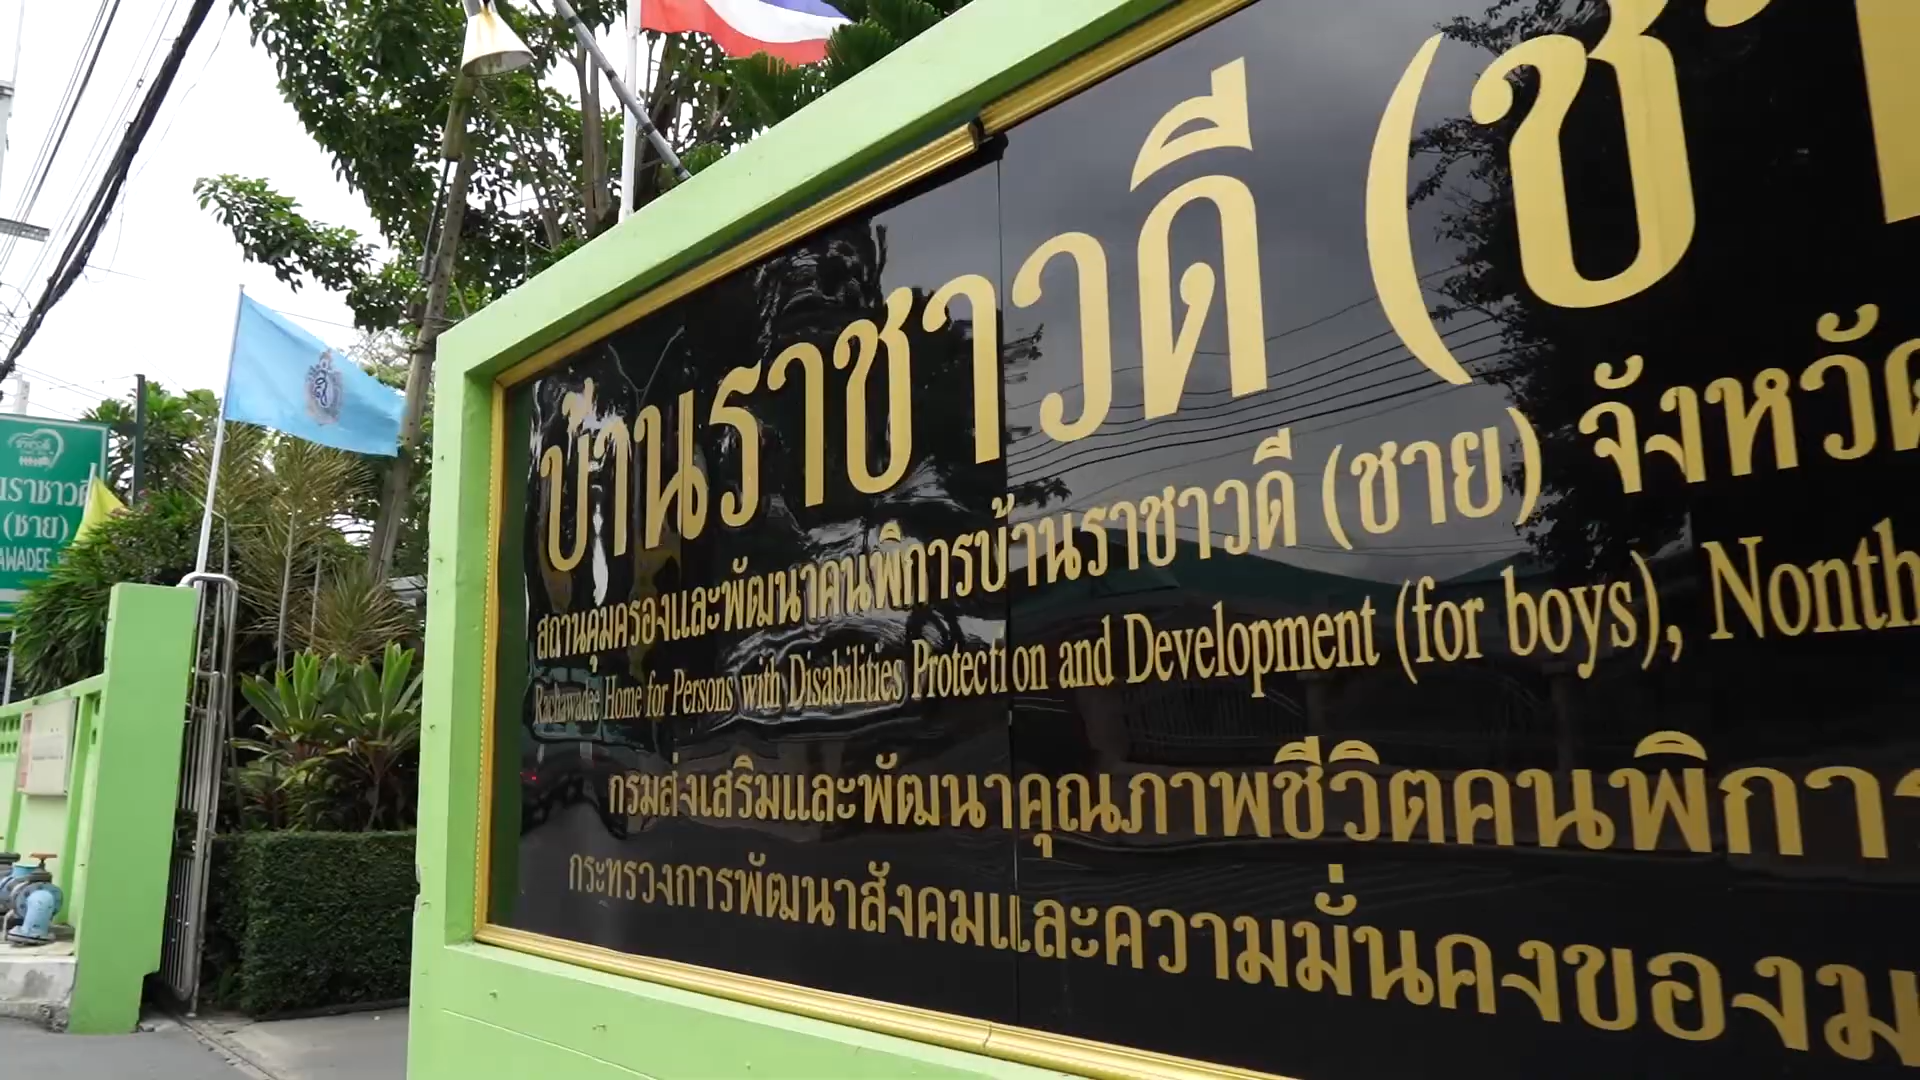 บ้านราชาวดี (ชา
สถานคุ้มครองและพัฒนาคนพิการบ้านราชาวดี (ชาย) จังหวัด
Rachawadee Home for Persons with Disabilities Protection and Development (for boys), Nonth
กรมส่งเสริมและพัฒนาคุณภาพชีวิตคนพิการ
กระทรวงการพัฒนาสังคมและความมั่นคงของม
นราชาวดี
(ชาย)
AWADEE